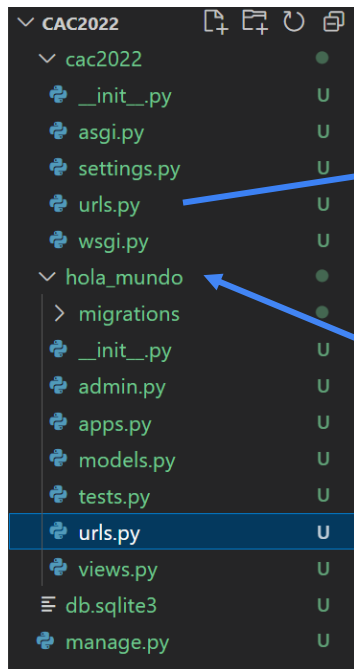 CAC2022
cac2022
__init__.py U
asgi.py U
settings.py U
urls.py U
wsgi.py U
hola_mundo
migrations
__init__.py U
admin.py U
apps.py U
models.py U
tests.py U
urls.py U
views.py U
db.sqlite3 U
manage.py U